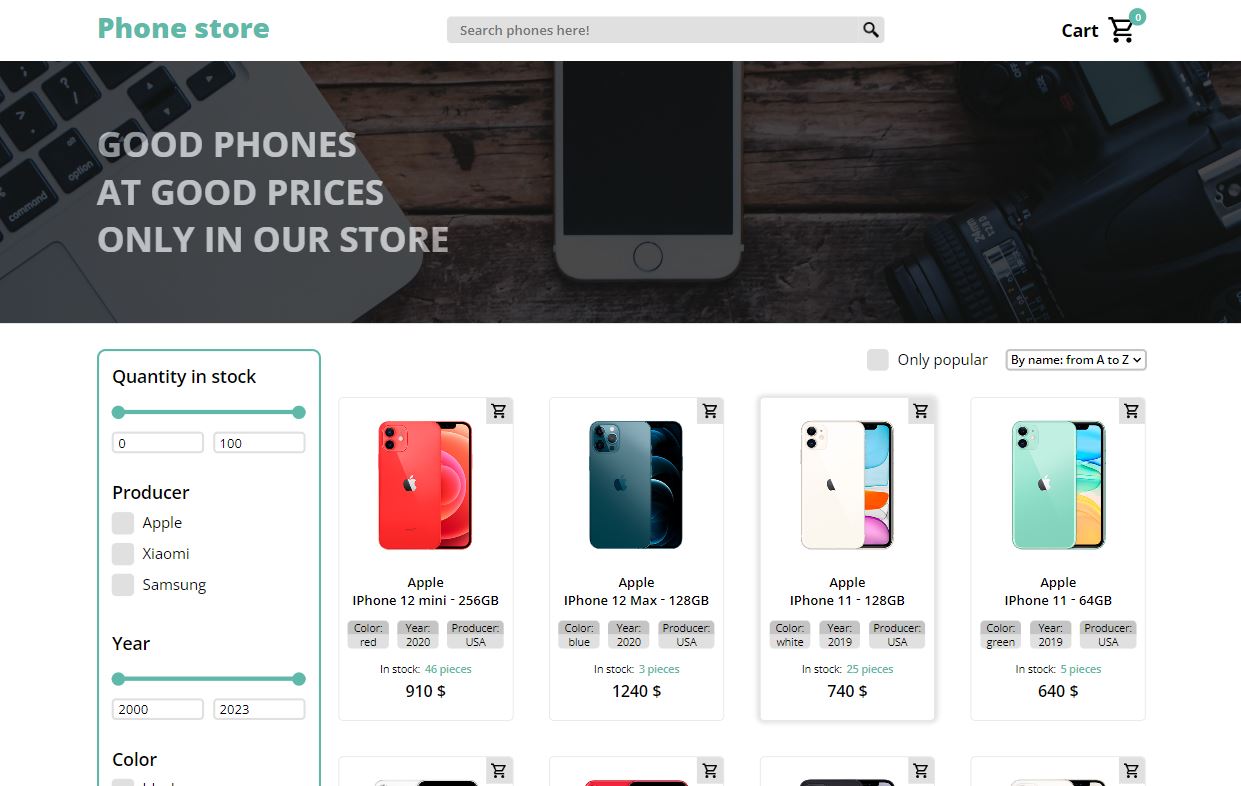 Phone store
Search phones here!
Cart
0
GOOD PHONES
AT GOOD PRICES
ONLY IN OUR STORE
option
command
24mm
Only popular
By name: from A to Z
Quantity in stock
0
100
Producer
Apple
Xiaomi
Samsung
Year
2000
2023
Color
Apple
IPhone 12 mini - 256GB
Color:
red
Year:
2020
Producer:
USA
In stock: 46 pieces
910 $
Apple
IPhone 12 Max - 128GB
Color:
blue
Year:
2020
Producer:
USA
In stock: 3 pieces
1240 $
Apple
IPhone 11 - 128GB
Color:
white
Year:
2019
Producer:
USA
In stock: 25 pieces
740 $
Apple
IPhone 11 - 64GB
Color:
green
Year:
2019
Producer:
USA
In stock: 5 pieces
640 $